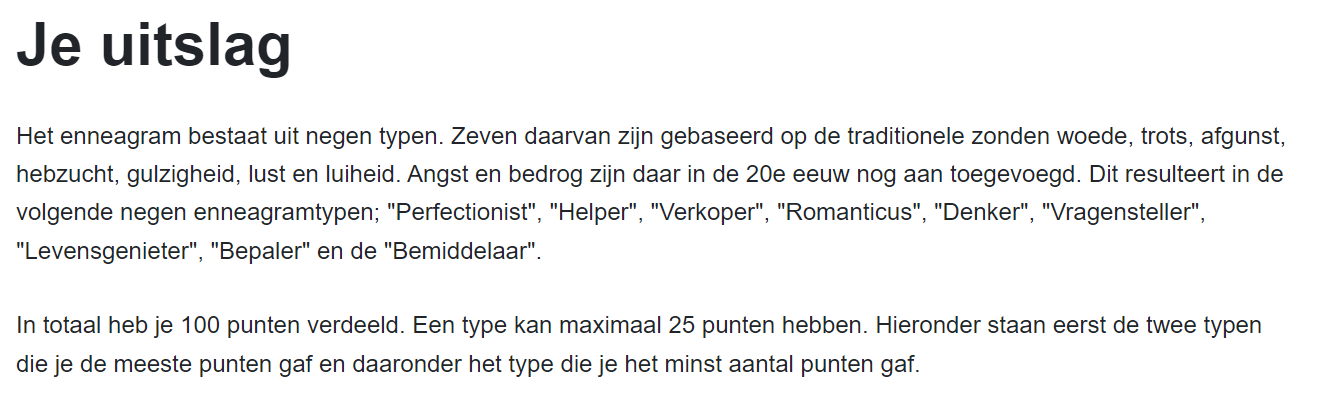 Je uitslag
Het enneagram bestaat uit negen typen. Zeven daarvan zijn gebaseerd op de traditionele zonden woede, trots, afgunst,
hebzucht, gulzigheid, lust en luiheid. Angst en bedrog zijn daar in de 20e eeuw nog aan toegevoegd. Dit resulteert in de
volgende negen enneagramtypen; "Perfectionist", "Helper", "Verkoper", "Romanticus", "Denker", "Vragensteller",
"Levensgenieter", "Bepaler" en de "Bemiddelaar".
In totaal heb je 100 punten verdeeld. Een type kan maximaal 25 punten hebben. Hieronder staan eerst de twee typen
die je de meeste punten gaf en daaronder het type die je het minst aantal punten gaf.